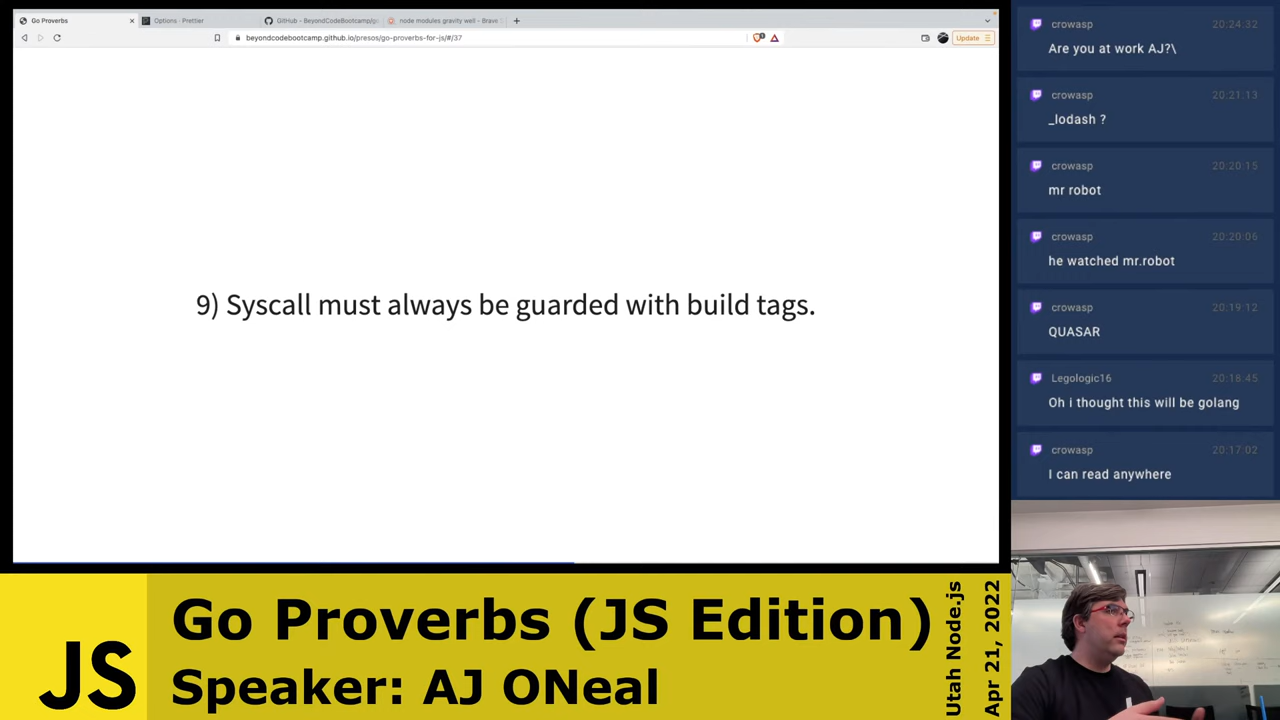 Go Proverbs
Options · Prettier
GitHub - BeyondCodeBootcamp/
node modules gravity well - Brave
beyondcodebootcamp.github.io/presos/go-proverbs-for-js/#/37
Update
9) Syscall must always be guarded with build tags.
crowasp 20:24:32
Are you at work AJ?\
crowasp 20:21:13
_lodash ?
crowasp 20:20:15
mr robot
crowasp 20:20:06
he watched mr.robot
crowasp 20:19:12
QUASAR
Legologic16 20:18:45
Oh i thought this will be golang
crowasp 20:17:02
I can read anywhere
JS
Go Proverbs (JS Edition)
Speaker: AJ ONeal
Utah Node.js
Apr 21, 2022